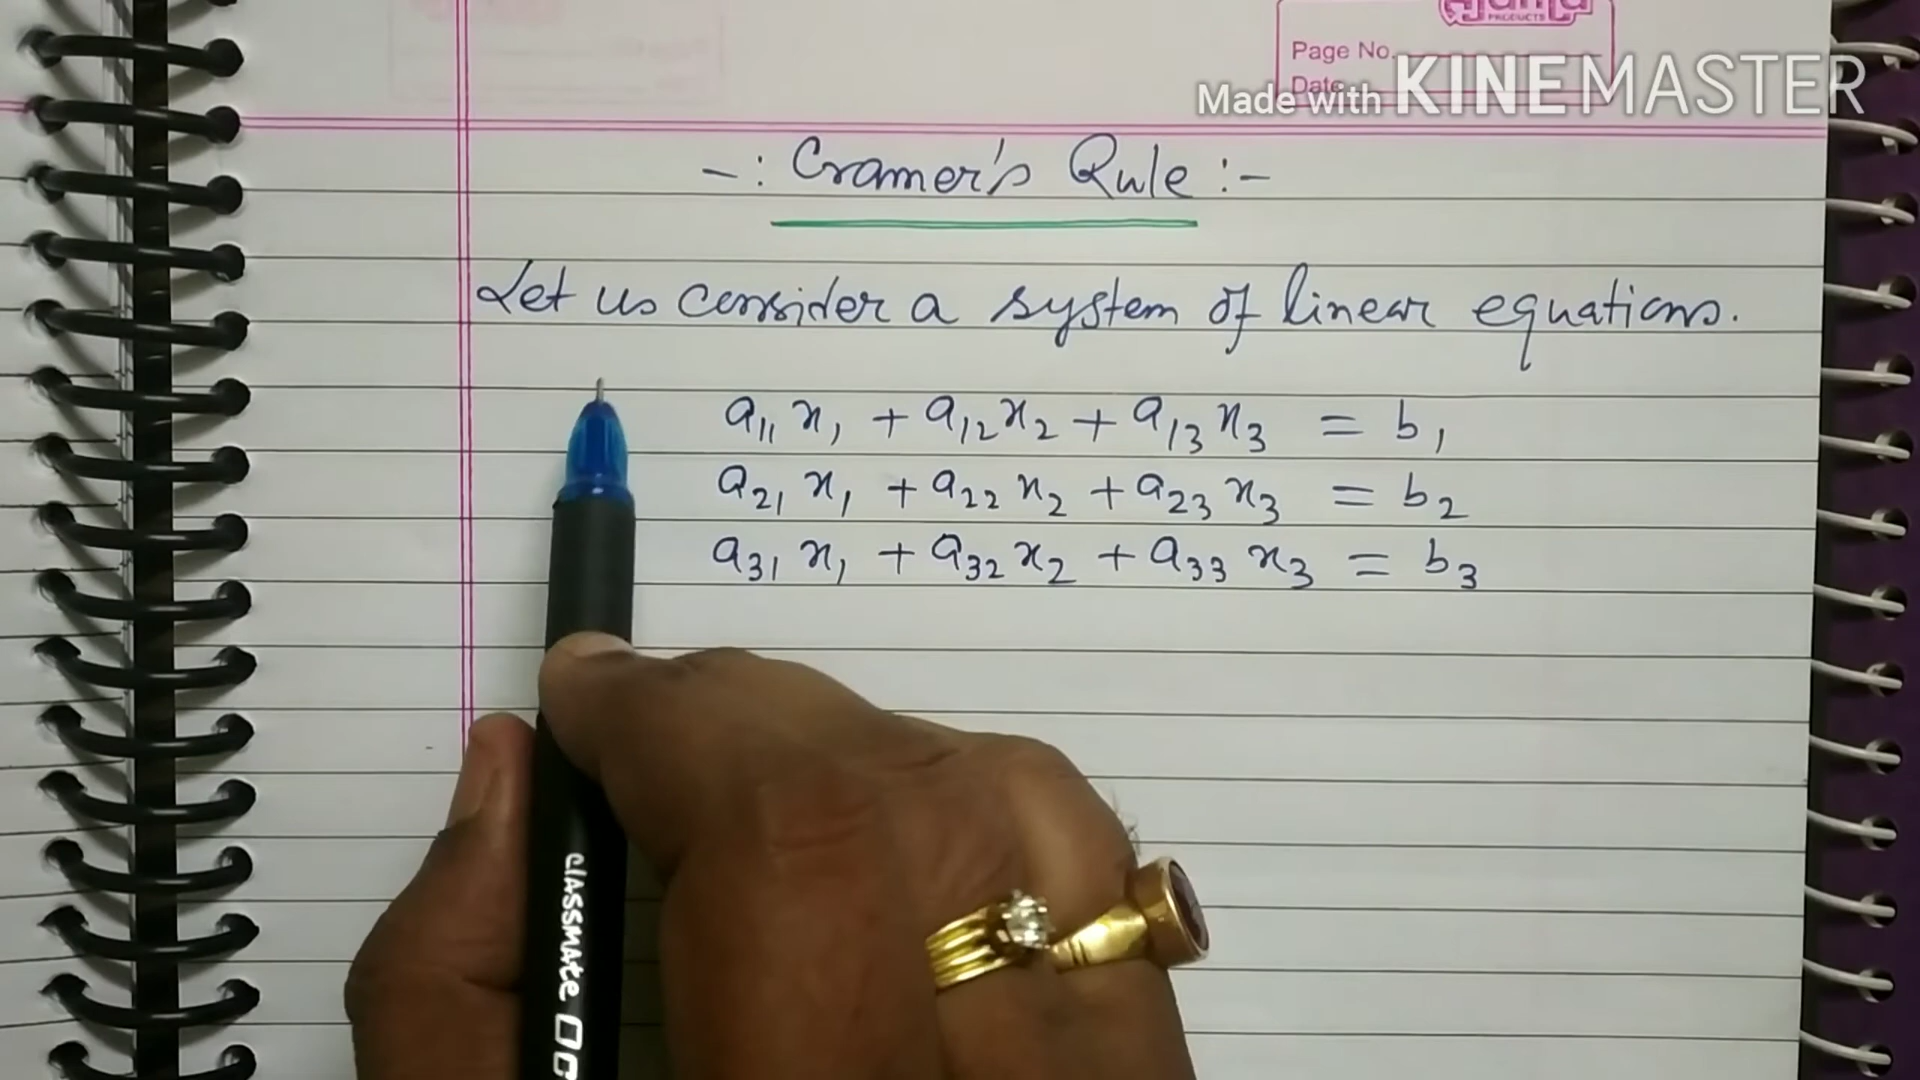 PRODUCTS
Page No.
Date
Made with KINEMASTER
-: Cramer's Rule :-
Let us consider a system of linear equations.
a₁₁ x₁ + a₁₂ x₂ + a₁₃ x₃ = b₁
a₂₁ x₁ + a₂₂ x₂ + a₂₃ x₃ = b₂
a₃₁ x₁ + a₃₂ x₂ + a₃₃ x₃ = b₃
classmate